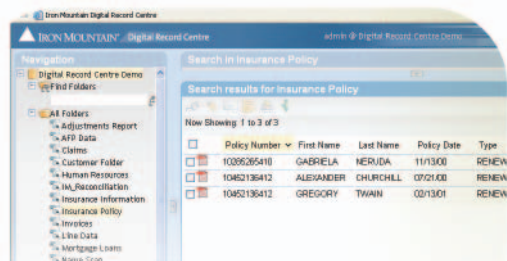 Iron Mountain Digital Record Centre
IRON MOUNTAIN Digital Record Centre admin @ Digital Record Centre Demo
Navigation
Digital Record Centre Demo
Find Folders
All Folders
Adjustments Report
AFP Data
Claims
Customer Folder
Human Resources
IM_Reconciliation
Insurance Information
Insurance Policy
Invoices
Line Data
Mortgage Loans
Name Scan
Search in Insurance Policy
Search results for Insurance Policy
Now Showing: 1 to 3 of 3
Policy Number First Name Last Name Policy Date Type
10285265410 GABRIELA NERUDA 11/13/00 RENEW
10452136412 ALEXANDER CHURCHILL 07/21/00 RENEW
10452136412 GREGORY TWAIN 02/13/01 RENEW